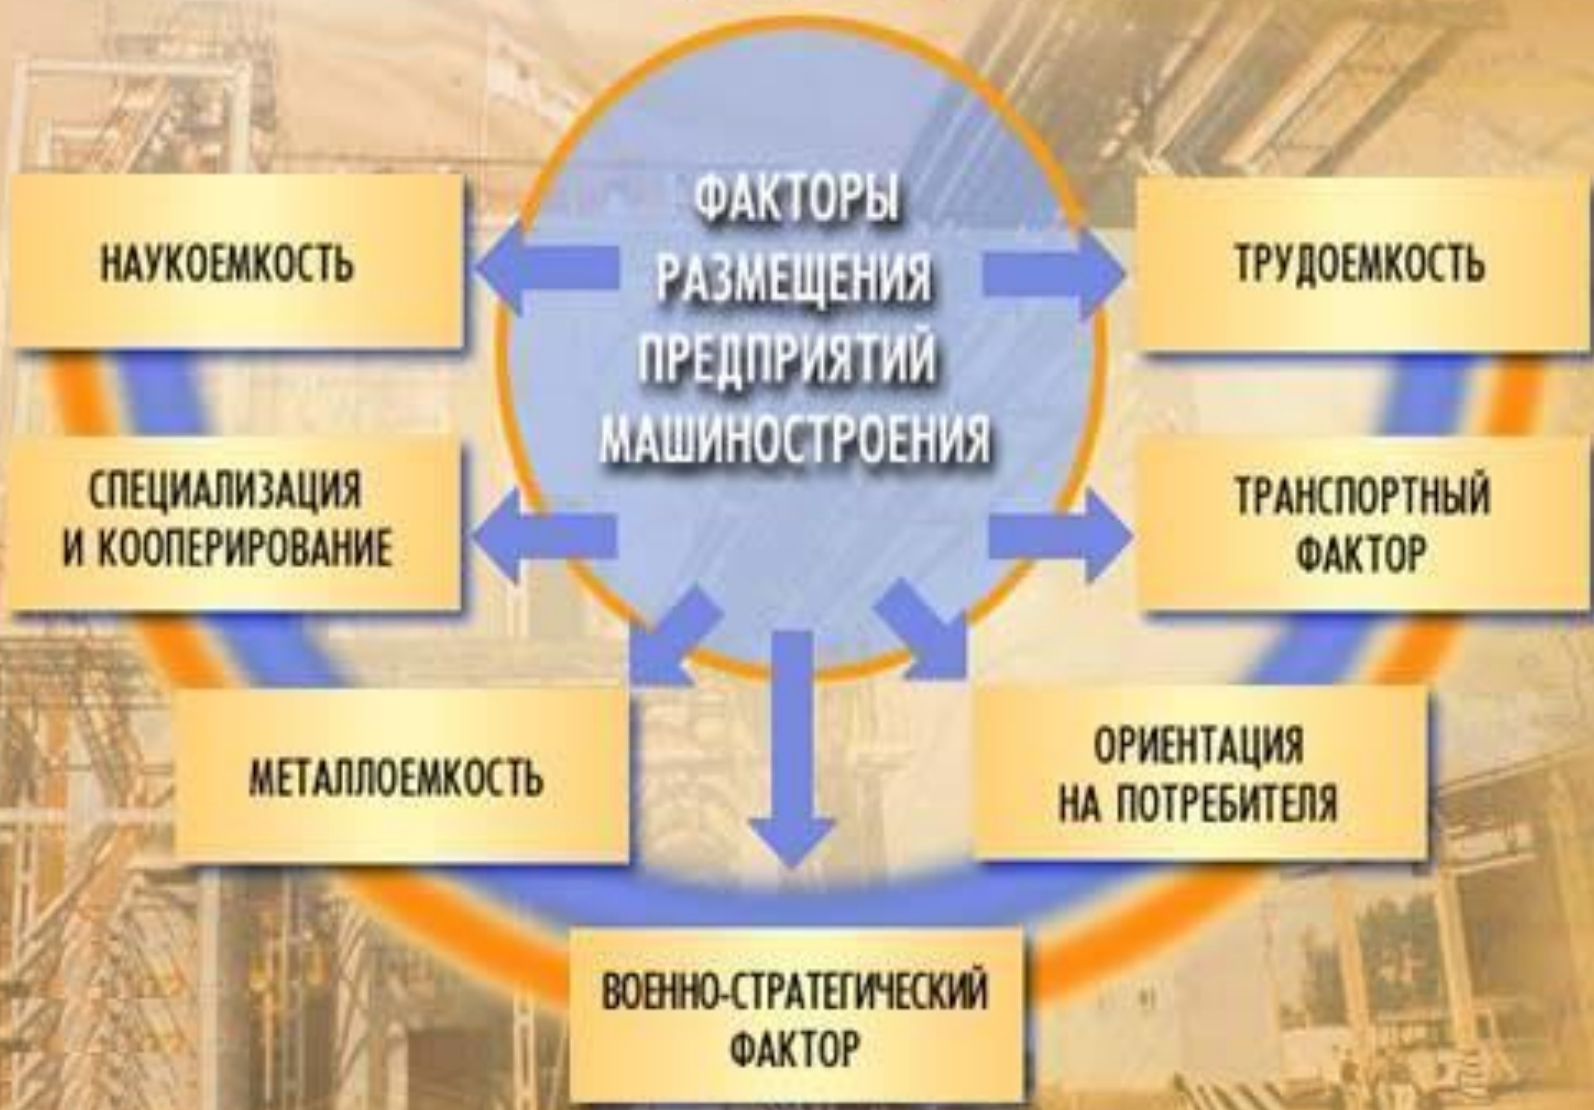 ФАКТОРЫ
РАЗМЕЩЕНИЯ
ПРЕДПРИЯТИЙ
МАШИНОСТРОЕНИЯ
НАУКОЕМКОСТЬ
ТРУДОЕМКОСТЬ
СПЕЦИАЛИЗАЦИЯ
И КООПЕРИРОВАНИЕ
ТРАНСПОРТНЫЙ
ФАКТОР
МЕТАЛЛОЕМКОСТЬ
ОРИЕНТАЦИЯ
НА ПОТРЕБИТЕЛЯ
ВОЕННО-СТРАТЕГИЧЕСКИЙ
ФАКТОР